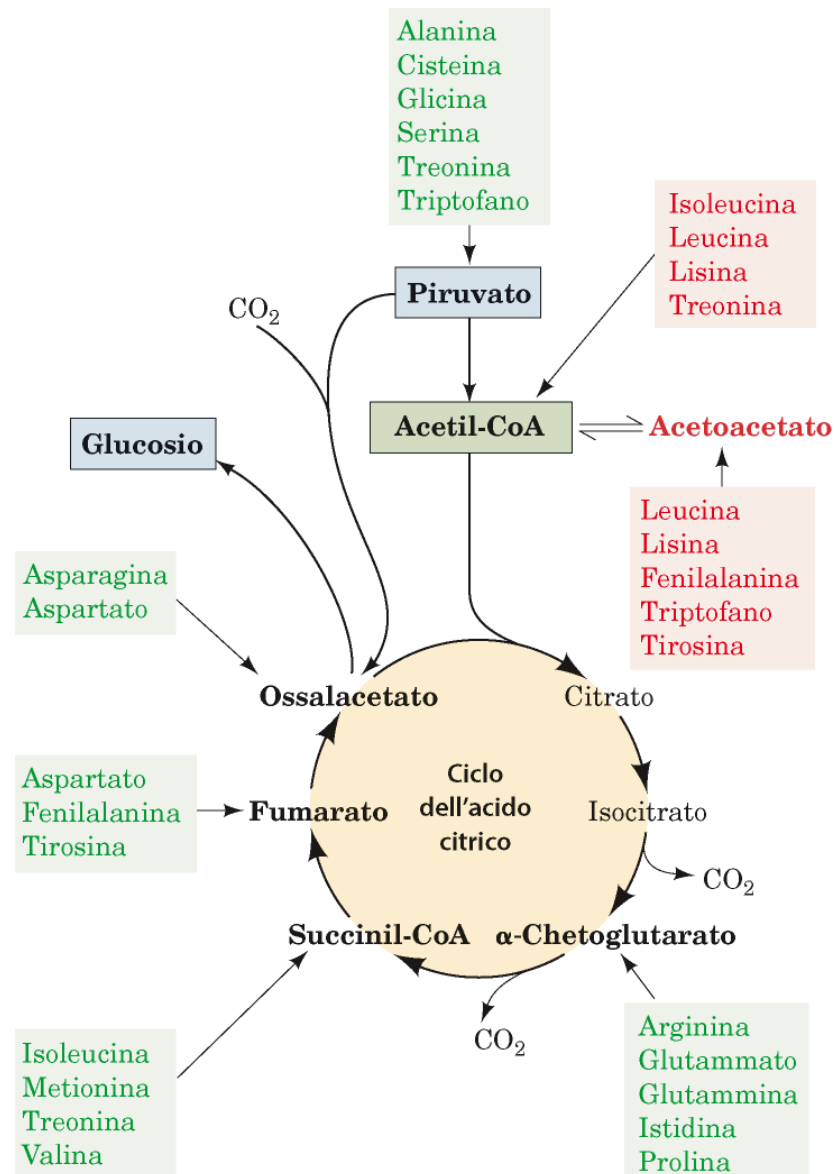 Alanina
Cisteina
Glicina
Serina
Treonina
Triptofano
Isoleucina
Leucina
Lisina
Treonina
Piruvato
CO2
Acetil-CoA
Acetoacetato
Glucosio
Leucina
Lisina
Fenilalanina
Triptofano
Tirosina
Asparagina
Aspartato
Ossalacetato
Citrato
Aspartato
Fenilalanina
Tirosina
Fumarato
Ciclo
dell'acido
citrico
Isocitrato
CO2
Succinil-CoA
α-Chetoglutarato
CO2
Isoleucina
Metionina
Treonina
Valina
Arginina
Glutammato
Glutammina
Istidina
Prolina